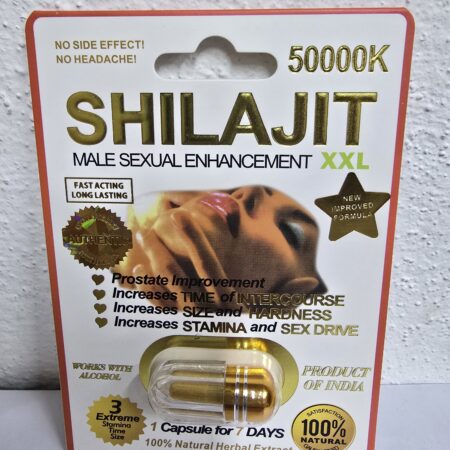 NO SIDE EFFECT!
NO HEADACHE!
50000K
SHILAJIT
MALE SEXUAL ENHANCEMENT XXL
FAST ACTING
LONG LASTING
NEW
IMPROVED
FORMULA
AUTHENTIC
Prostate Improvement
Increases TIME of INTERCOURSE
Increases SIZE and HARDNESS
Increases STAMINA and SEX DRIVE
WORKS WITH
ALCOHOL
PRODUCT
OF INDIA
3
Extreme
Stamina
Time
Size
1 Capsule for 7 DAYS
100% Natural Herbal Extract
SATISFACTION
100%
NATURAL